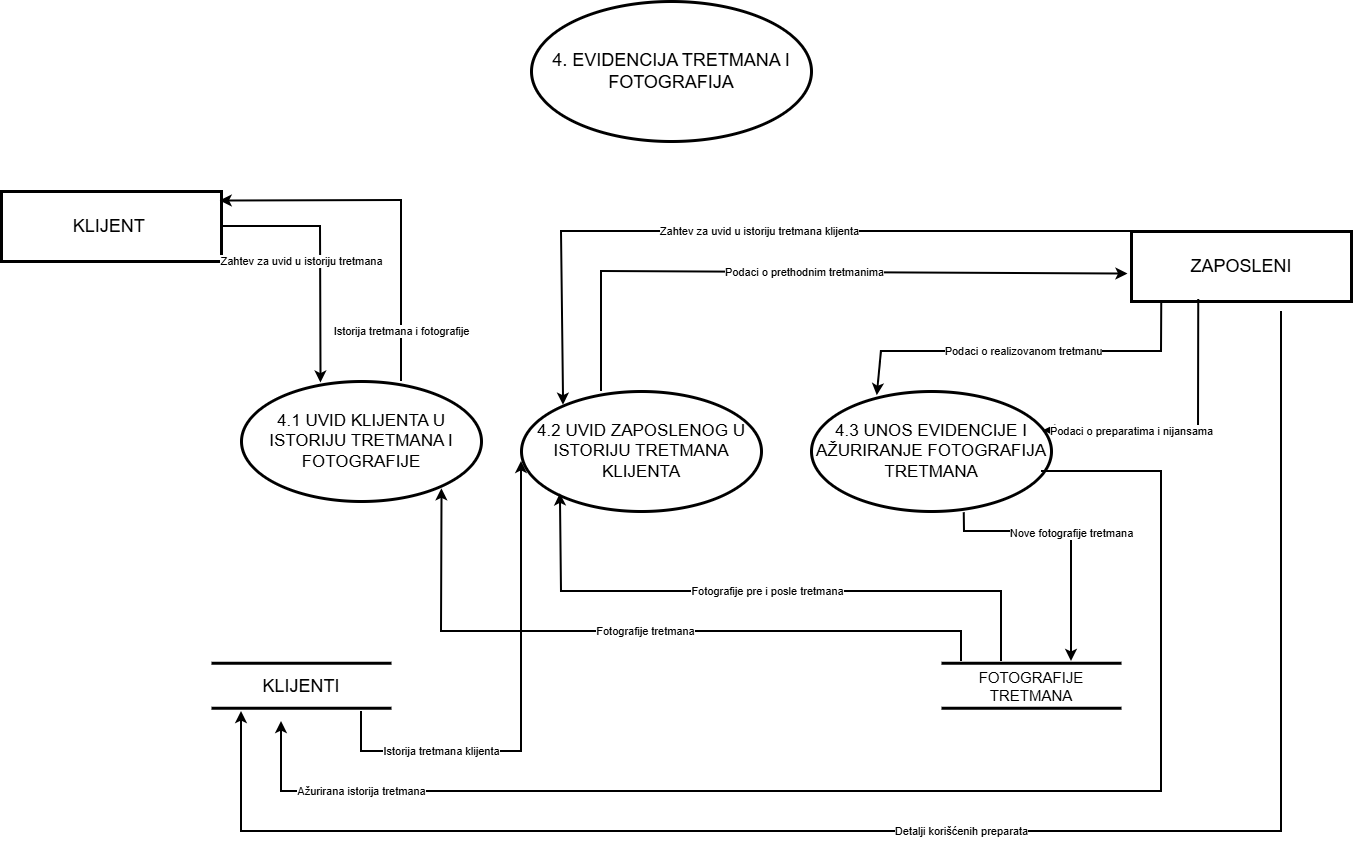 4. EVIDENCIJA TRETMANA I
FOTOGRAFIJA
KLIJENT
Zahtev za uvid u istoriju tretmana
Istorija tretmana i fotografije
Zahtev za uvid u istoriju tretmana klijenta
Podaci o prethodnim tretmanima
ZAPOSLENI
Podaci o realizovanom tretmanu
Podaci o preparatima i nijansama
4.1 UVID KLIJENTA U
ISTORIJU TRETMANA I
FOTOGRAFIJE
4.2 UVID ZAPOSLENOG U
ISTORIJU TRETMANA
KLIJENTA
4.3 UNOS EVIDENCIJE I
AŽURIRANJE FOTOGRAFIJA
TRETMANA
Nove fotografije tretmana
Fotografije pre i posle tretmana
Fotografije tretmana
KLIJENTI
FOTOGRAFIJE
TRETMANA
Istorija tretmana klijenta
Ažurirana istorija tretmana
Detalji korišćenih preparata